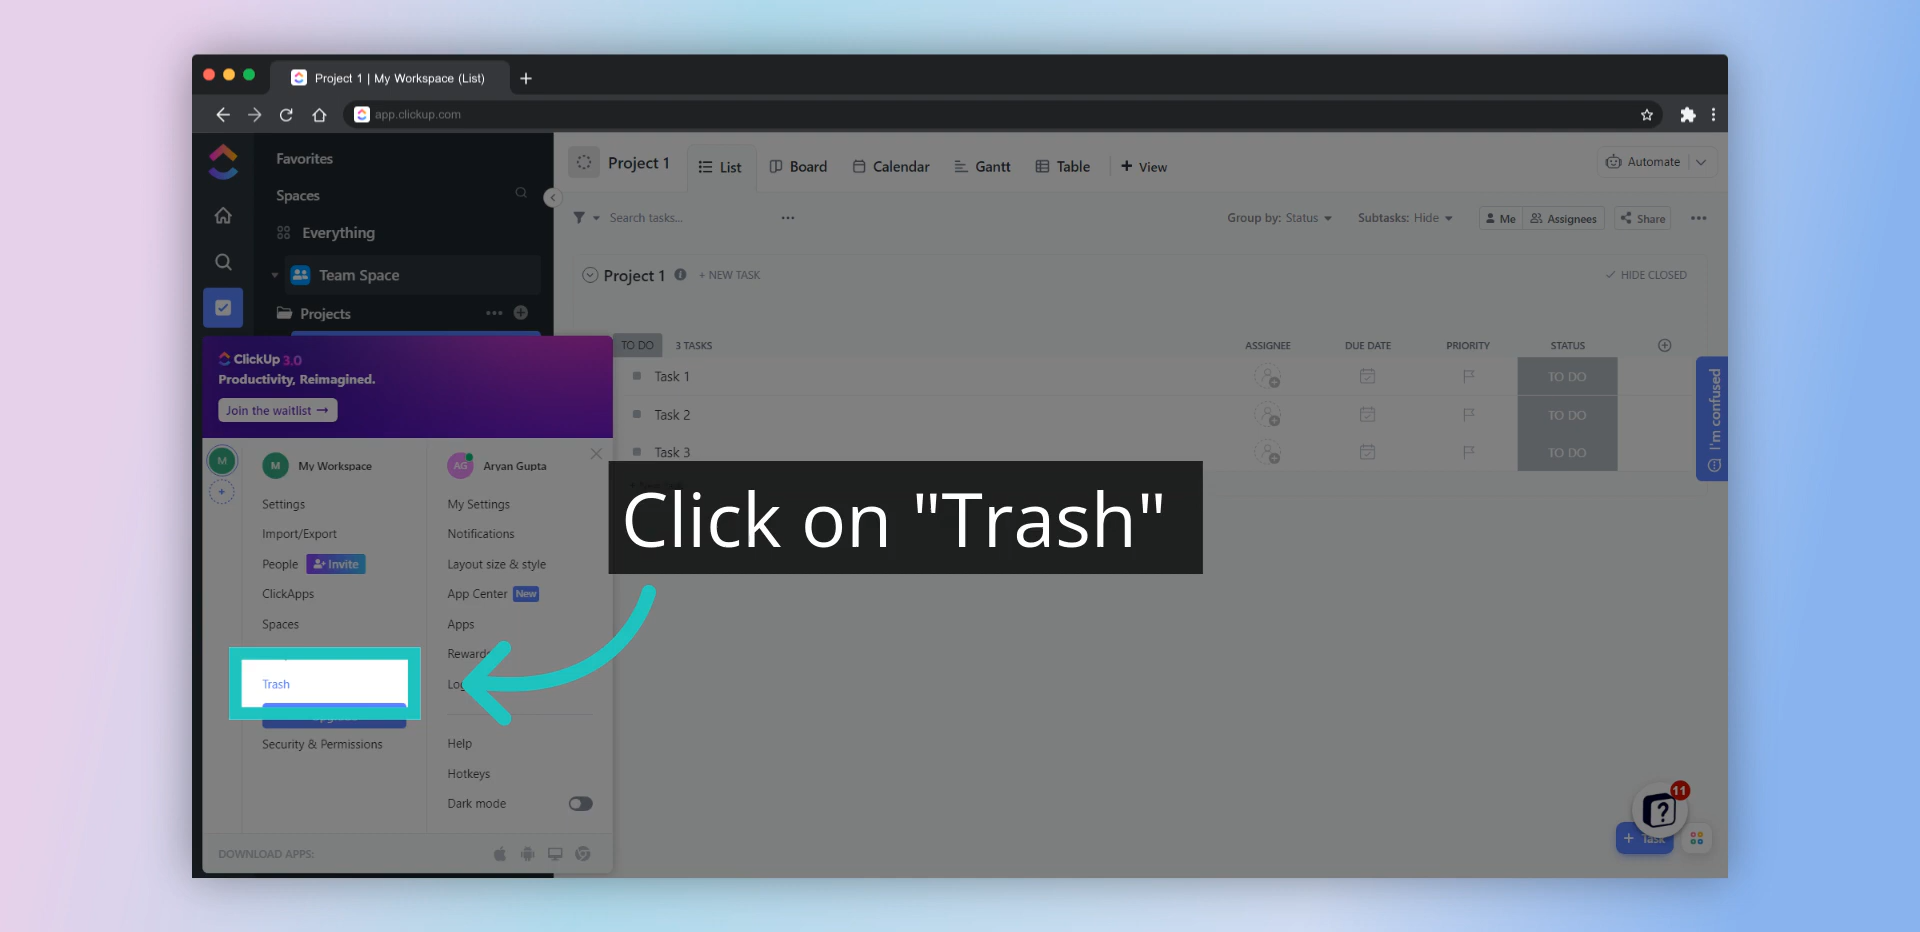 Project 1 | My Workspace (List)
app.clickup.com
Favorites
Spaces
Everything
Team Space
Projects
Project 1
List
Board
Calendar
Gantt
Table
+ View
Automate
Search tasks...
Group by: Status
Subtasks: Hide
Me
Assignees
Share
Project 1
+ NEW TASK
HIDE CLOSED
TO DO
3 TASKS
ASSIGNEE
DUE DATE
PRIORITY
STATUS
Task 1
TO DO
Task 2
TO DO
Task 3
TO DO
I'm confused
ClickUp 3.0
Productivity, Reimagined.
Join the waitlist →
M
M
My Workspace
Settings
Import/Export
People
Invite
ClickApps
Spaces
Trash
Security & Permissions
AG
Aryan Gupta
My Settings
Notifications
Layout size & style
App Center
New
Apps
Rewards
Help
Hotkeys
Dark mode
DOWNLOAD APPS:
Click on "Trash"
11
+ Task